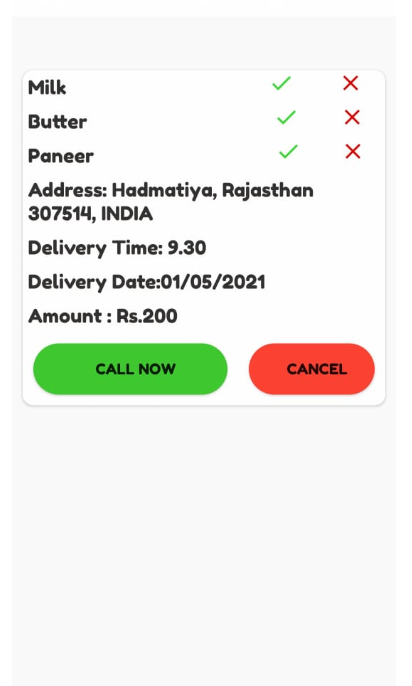 Milk
Butter
Paneer
Address: Hadmatiya, Rajasthan
307514, INDIA
Delivery Time: 9.30
Delivery Date:01/05/2021
Amount : Rs.200
CALL NOW CANCEL